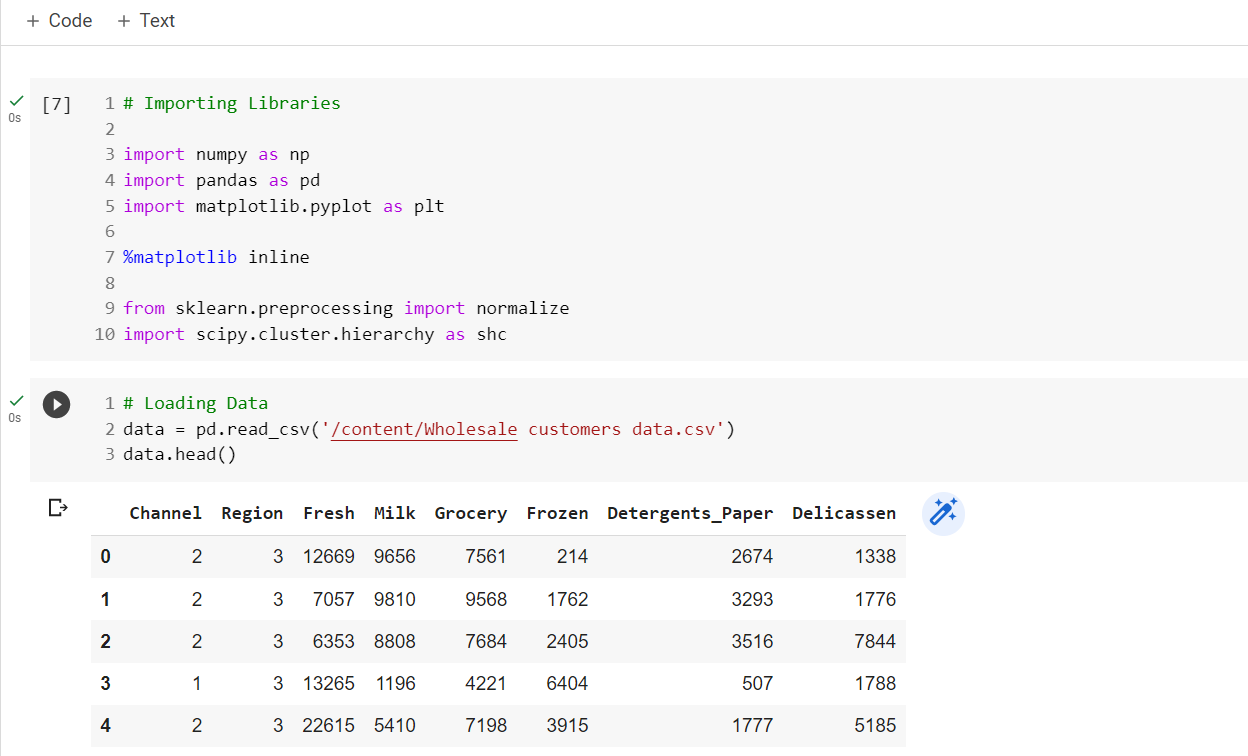 + Code + Text
[7] 1 # Importing Libraries
0s 2
3 import numpy as np
4 import pandas as pd
5 import matplotlib.pyplot as plt
6
7 %matplotlib inline
8
9 from sklearn.preprocessing import normalize
10 import scipy.cluster.hierarchy as shc
1 # Loading Data
0s 2 data = pd.read_csv('/content/Wholesale customers data.csv')
3 data.head()
Channel Region Fresh Milk Grocery Frozen Detergents_Paper Delicassen
0 2 3 12669 9656 7561 214 2674 1338
1 2 3 7057 9810 9568 1762 3293 1776
2 2 3 6353 8808 7684 2405 3516 7844
3 1 3 13265 1196 4221 6404 507 1788
4 2 3 22615 5410 7198 3915 1777 5185